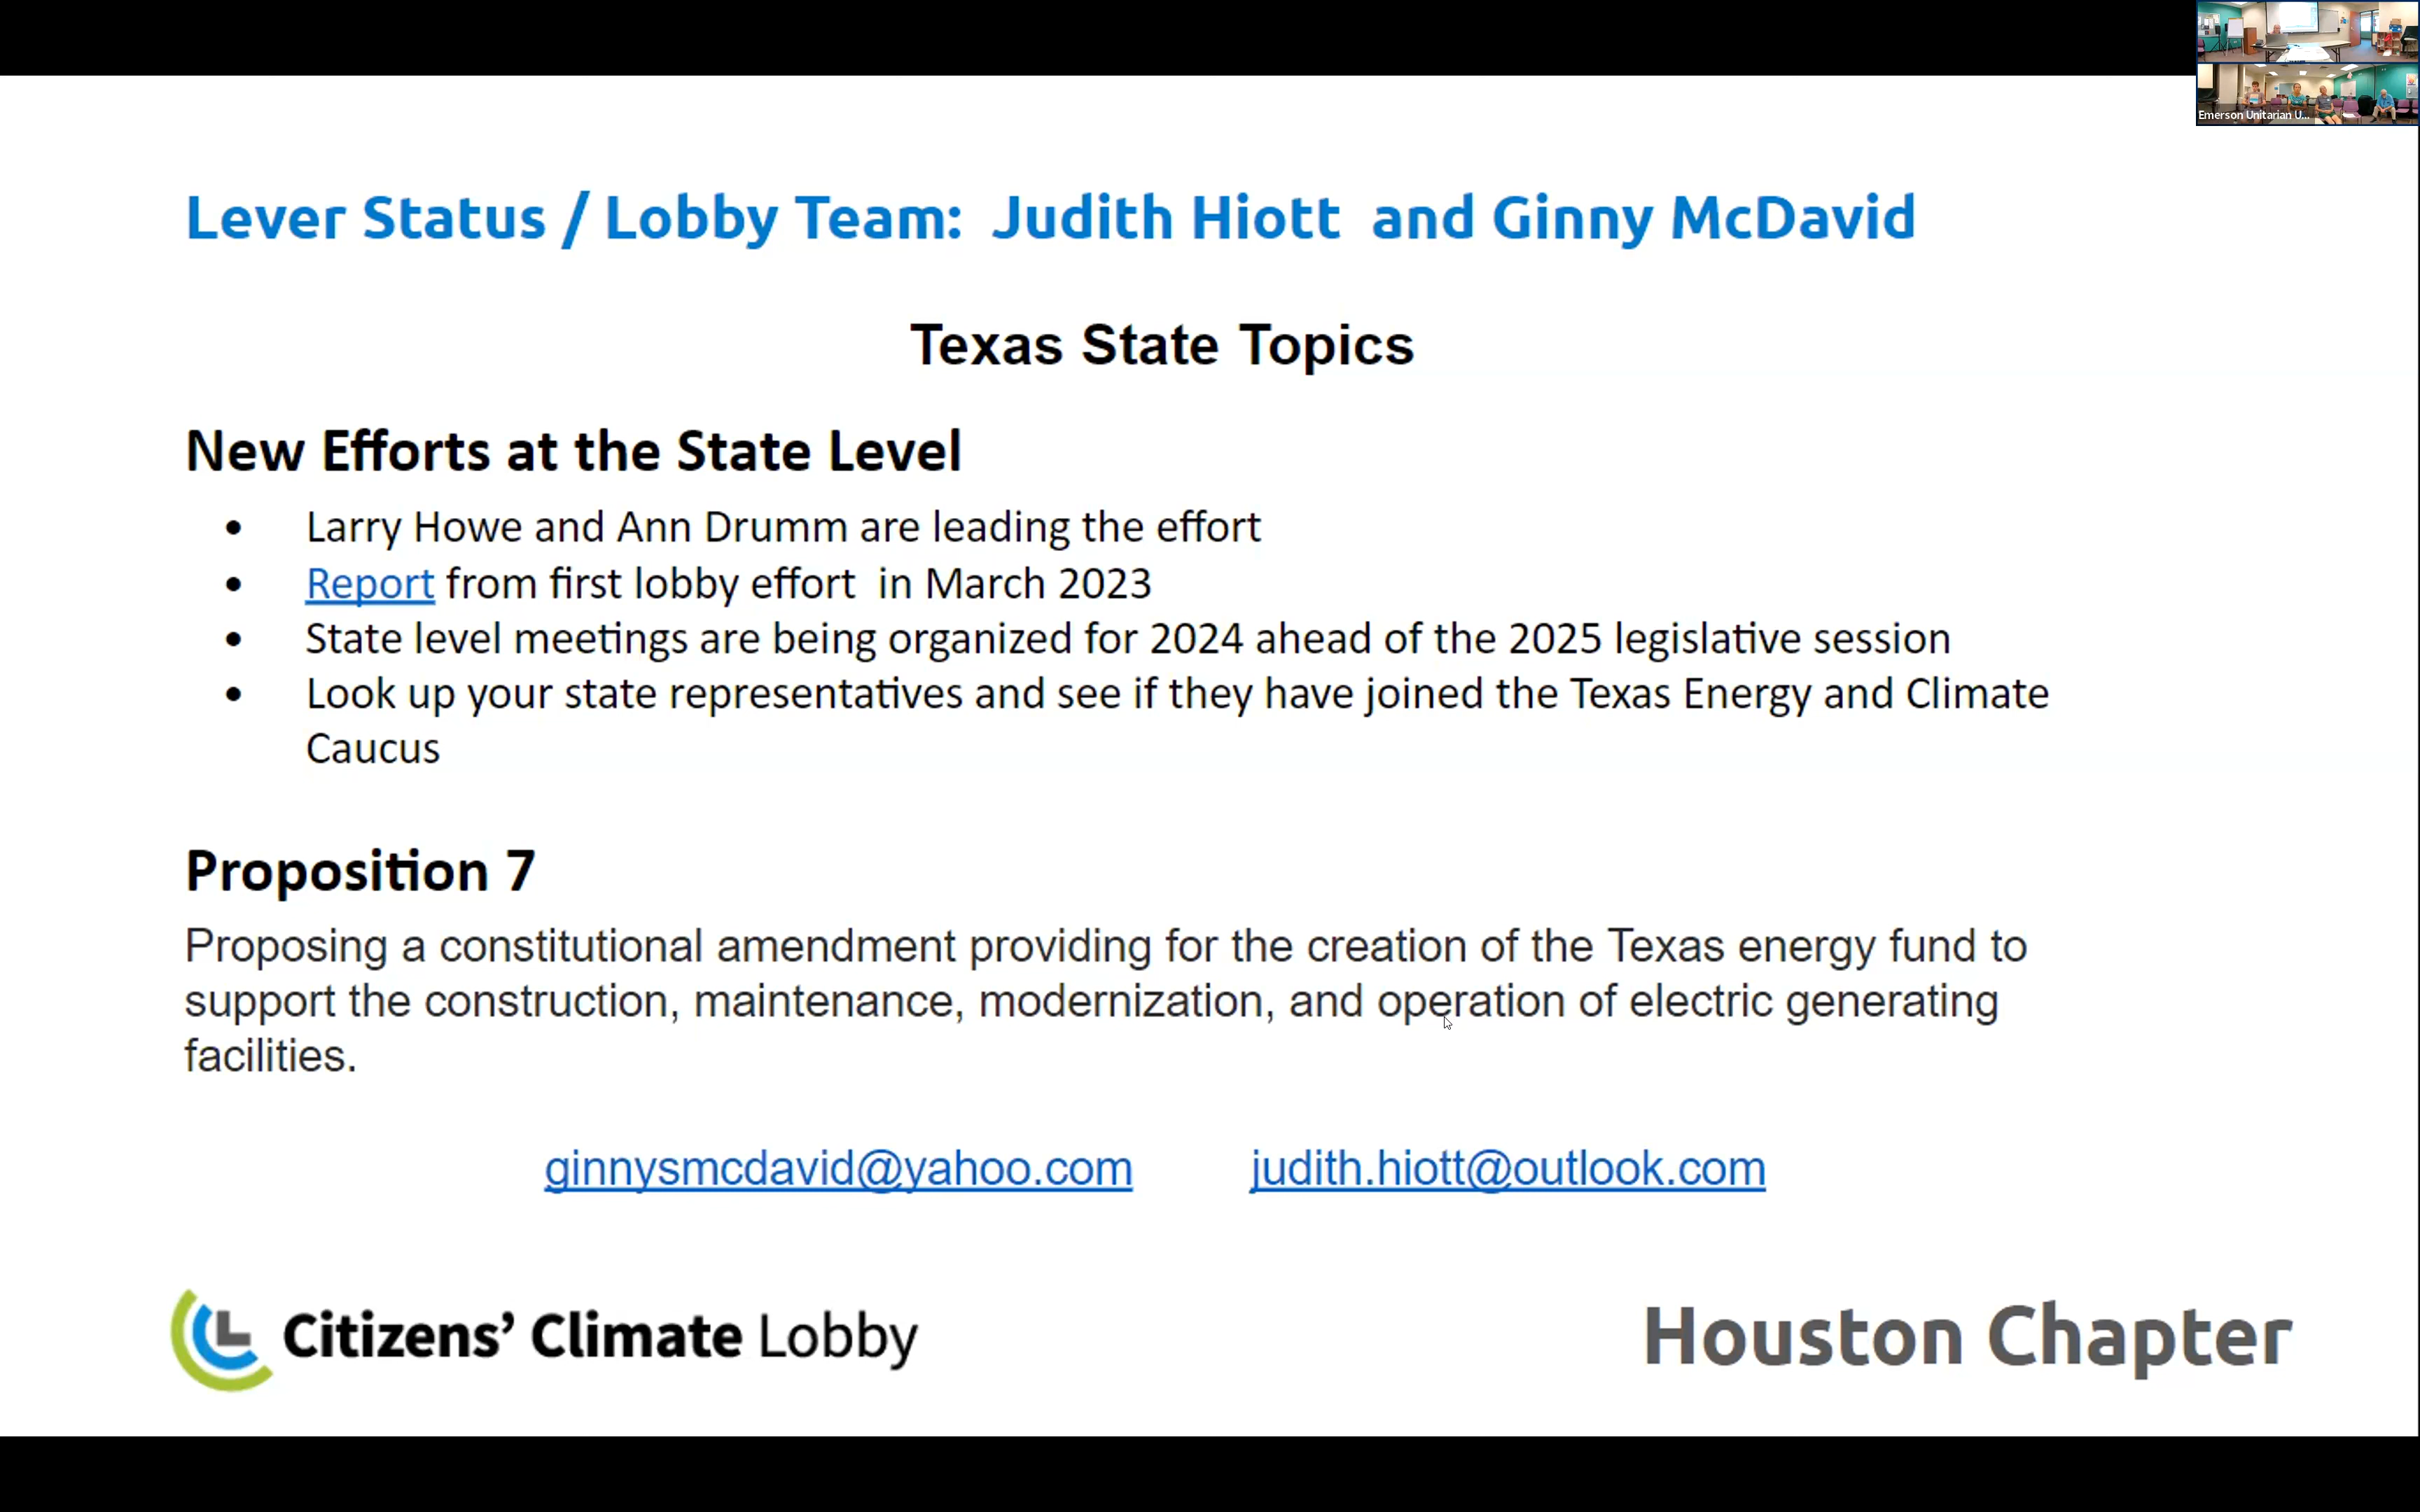 Emerson Unitarian U...
Lever Status / Lobby Team: Judith Hiott and Ginny McDavid
Texas State Topics
New Efforts at the State Level
• Larry Howe and Ann Drumm are leading the effort
• Report from first lobby effort in March 2023
• State level meetings are being organized for 2024 ahead of the 2025 legislative session
• Look up your state representatives and see if they have joined the Texas Energy and Climate
Caucus
Proposition 7
Proposing a constitutional amendment providing for the creation of the Texas energy fund to
support the construction, maintenance, modernization, and operation of electric generating
facilities.
ginnysmcdavid@yahoo.com judith.hiott@outlook.com
Citizens’ Climate Lobby
Houston Chapter